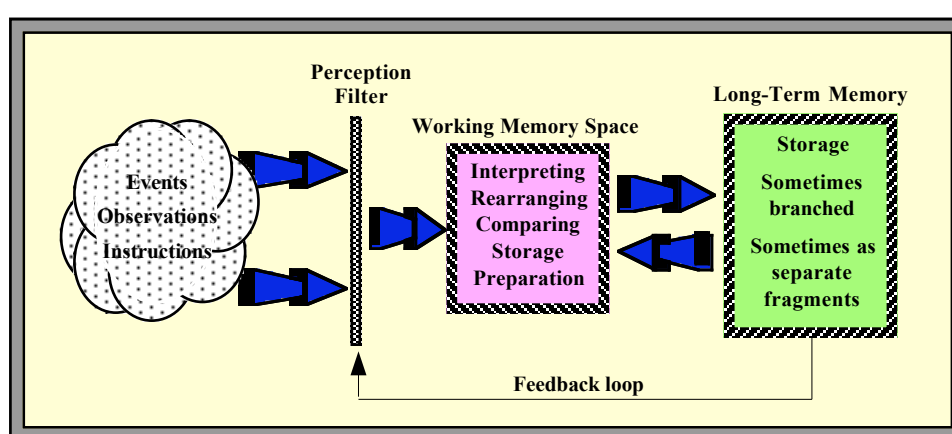 Perception
Filter
Long-Term Memory
Working Memory Space
Events
Observations
Instructions
Interpreting
Rearranging
Comparing
Storage
Preparation
Storage
Sometimes
branched
Sometimes as
separate
fragments
Feedback loop